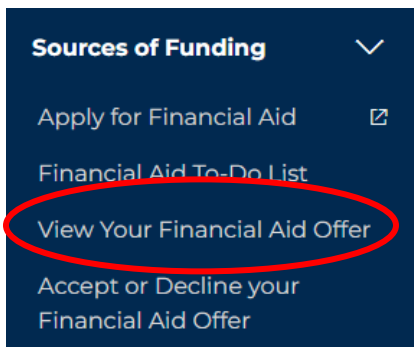 Sources of Funding
Apply for Financial Aid
Financial Aid To-Do List
View Your Financial Aid Offer
Accept or Decline your
Financial Aid Offer